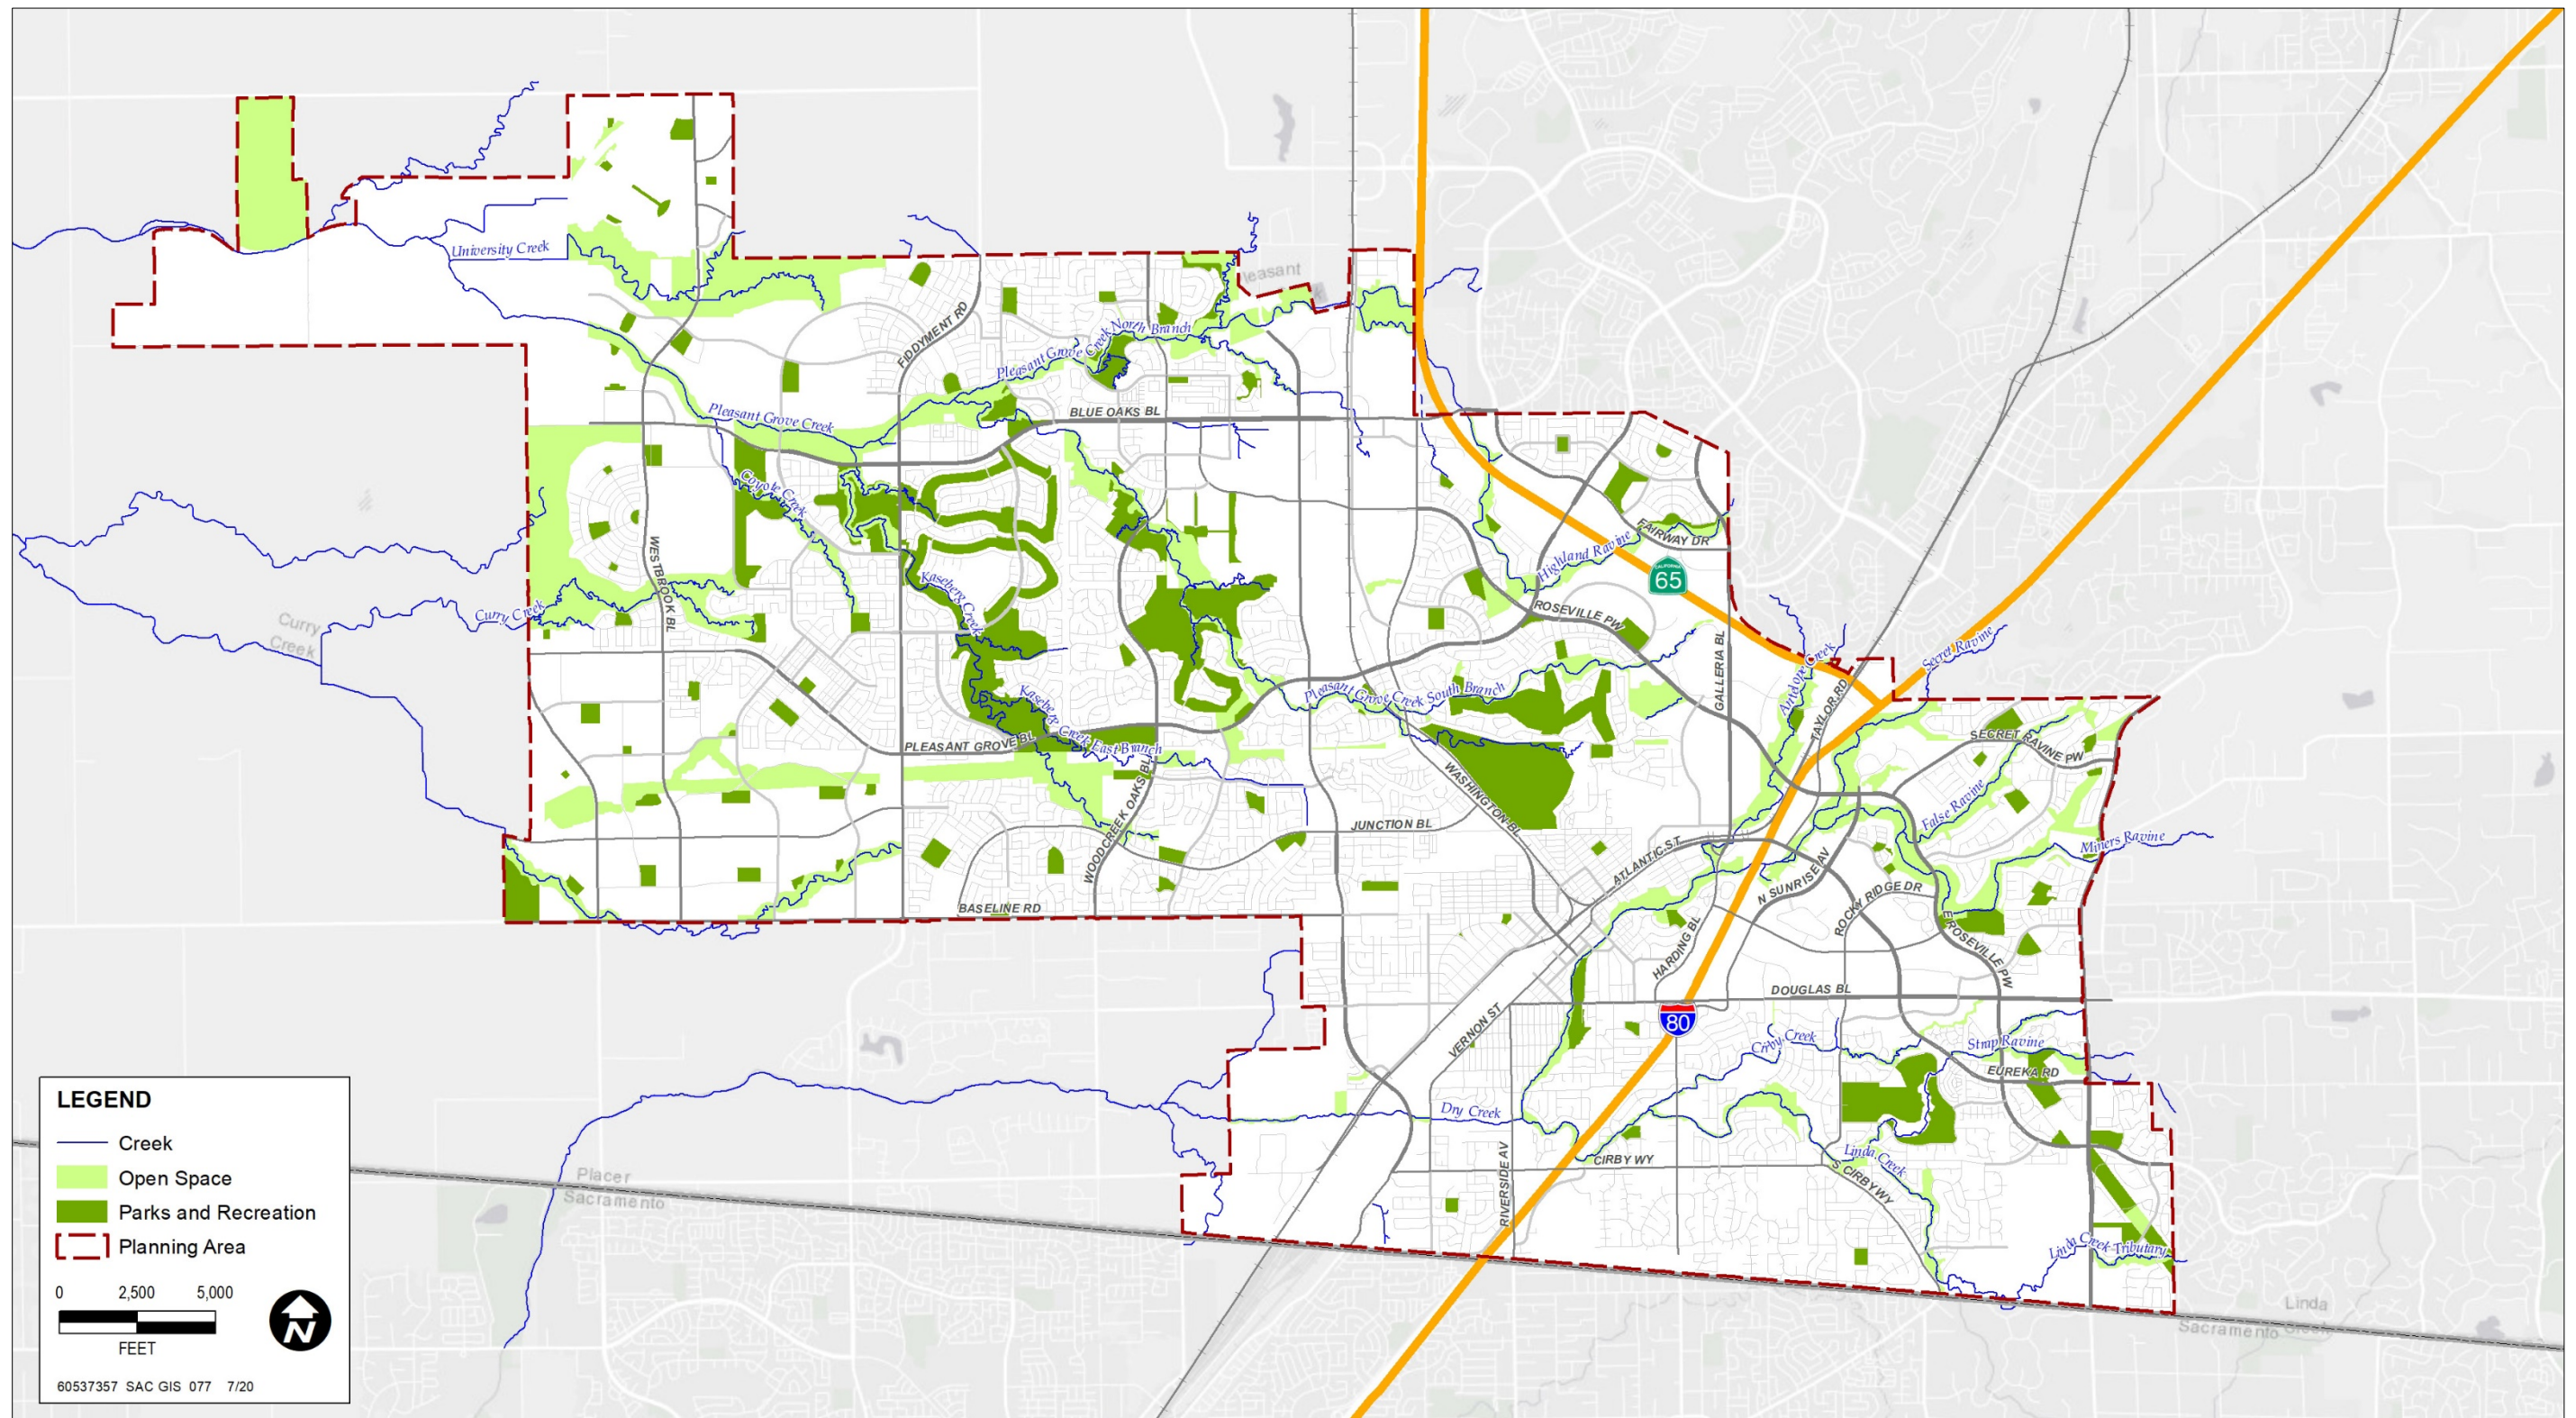 University Creek
Pleasant
FIDDYMENT RD
Pleasant Grove Creek North Branch
BLUE OAKS BL
Pleasant Grove Creek
Coyote Creek
WESTBROOK BL
Curry Creek
Curry
Creek
Kaseberg Creek
Highland Ravine
FAIRWAY DR
CALIFORNIA
65
ROSEVILLE PW
GALLERIA BL
Antelope Creek
Secret Ravine
TAYLOR RD
Pleasant Grove Creek South Branch
Kaseberg Creek East Branch
PLEASANT GROVE BL
WOODCREEK OAKS BL
WASHINGTON BL
SECRET RAVINE PW
False Ravine
Miners Ravine
JUNCTION BL
ATLANTIC ST
N SUNRISE AV
ROCKY RIDGE DR
E ROSEVILLE PW
HARDING BL
BASELINE RD
DOUGLAS BL
80
VERNON ST
Cirby Creek
Strap Ravine
EUREKA RD
Dry Creek
RIVERSIDE AV
CIRBY WY
Linda Creek
S CIRBY WY
Linda Creek Tributary
Placer
Sacramento
Linda
Sacramento Creek
LEGEND
Creek
Open Space
Parks and Recreation
Planning Area
0 2,500 5,000
FEET
N
60537357 SAC GIS 077 7/20